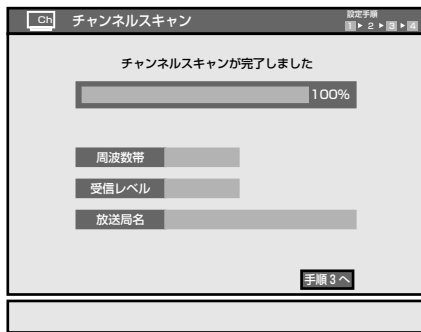 Ch チャンネルスキャン
設定手順
1 ▶ 2 ▶ 3 ▶ 4
チャンネルスキャンが完了しました
100%
周波数帯
受信レベル
放送局名
手順3へ